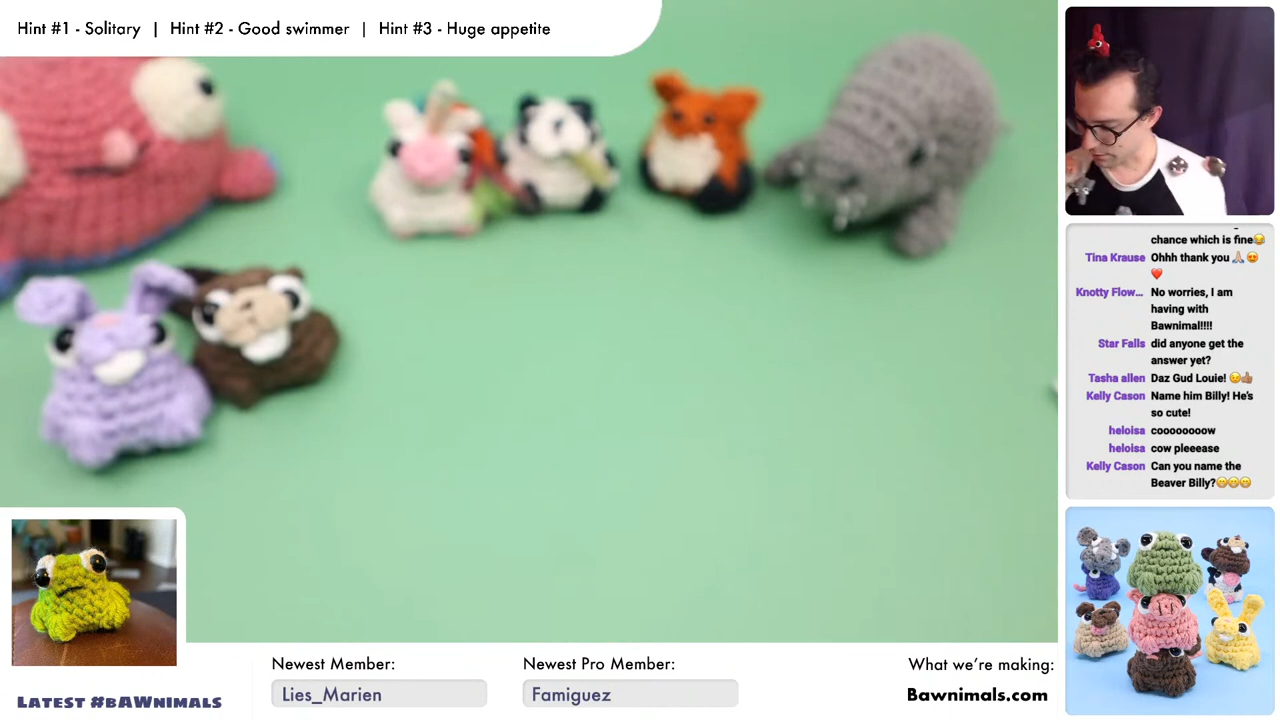 Hint #1 - Solitary | Hint #2 - Good swimmer | Hint #3 - Huge appetite
chance which is fine😂
Tina Krause Ohhh thank you 🙏🏻😍
❤️
Knotty Flow... No worries, I am
having with
Bawnimal!!!!
Star Falls did anyone get the
answer yet?
Tasha allen Daz Gud Louie! 😉👍🏾
Kelly Cason Name him Billy! He's
so cute!
heloisa coooooooow
heloisa cow pleeease
Kelly Cason Can you name the
Beaver Billy?😁😁😁
LATEST #BAWNIMALS
Newest Member:
Lies_Marien
Newest Pro Member:
Famiguez
What we're making:
Bawnimals.com